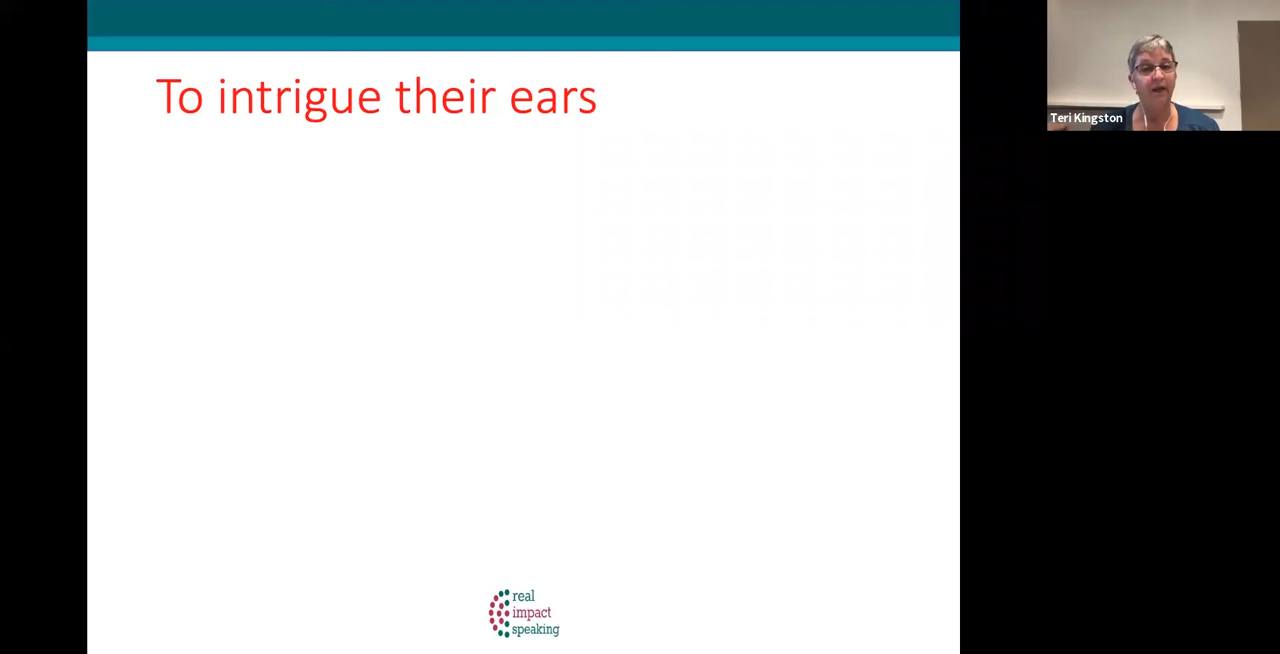 To intrigue their ears
Teri Kingston
real
impact
speaking